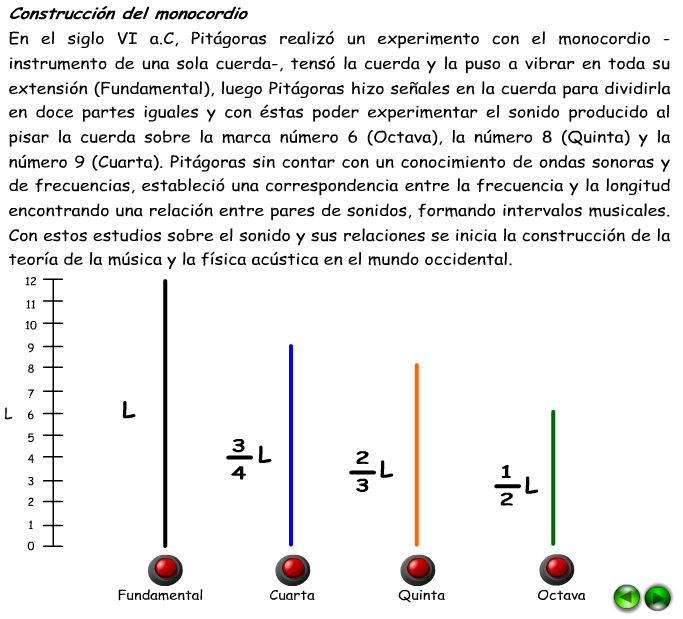 Construcción del monocordio
En el siglo VI a.C, Pitágoras realizó un experimento con el monocordio -
instrumento de una sola cuerda-, tensó la cuerda y la puso a vibrar en toda su
extensión (Fundamental), luego Pitágoras hizo señales en la cuerda para dividirla
en doce partes iguales y con éstas poder experimentar el sonido producido al
pisar la cuerda sobre la marca número 6 (Octava), la número 8 (Quinta) y la
número 9 (Cuarta). Pitágoras sin contar con un conocimiento de ondas sonoras y
de frecuencias, estableció una correspondencia entre la frecuencia y la longitud
encontrando una relación entre pares de sonidos, formando intervalos musicales.
Con estos estudios sobre el sonido y sus relaciones se inicia la construcción de la
teoría de la música y la física acústica en el mundo occidental.
12
11
10
9
8
7
L 6
5
4
3
2
1
0
L
3/4 L
2/3 L
1/2 L
Fundamental Cuarta Quinta Octava